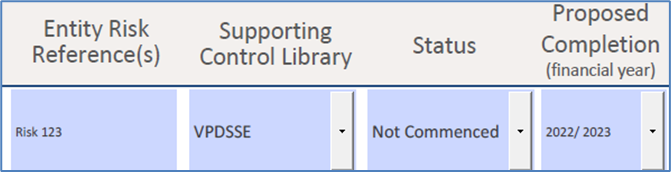 Entity Risk
Reference(s)
Supporting
Control Library
Status
Proposed
Completion
(financial year)
Risk 123
VPDSSE
Not Commenced
2022/ 2023